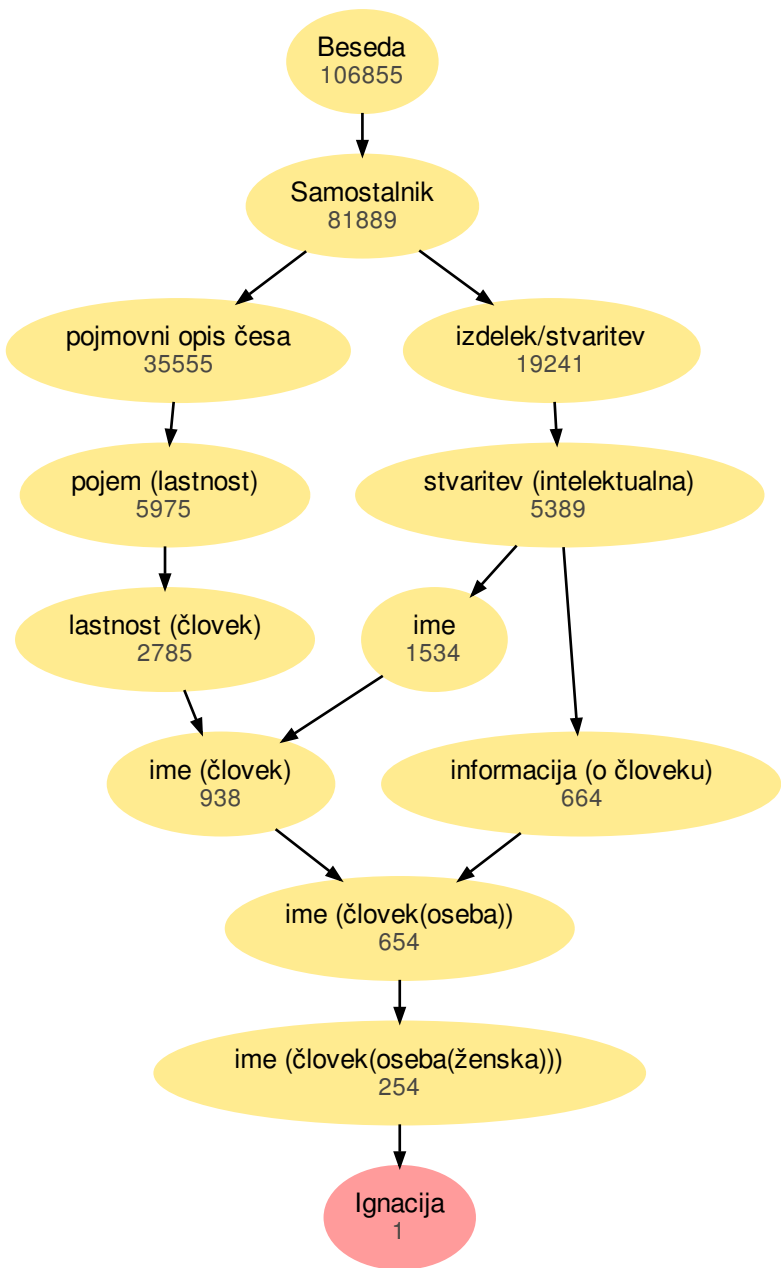 Beseda
106855
Samostalnik
81889
pojmovni opis česa
35555
izdelek/stvaritev
19241
pojem (lastnost)
5975
stvaritev (intelektualna)
5389
lastnost (človek)
2785
ime
1534
ime (človek)
938
informacija (o človeku)
664
ime (človek(oseba))
654
ime (človek(oseba(ženska)))
254
Ignacija
1